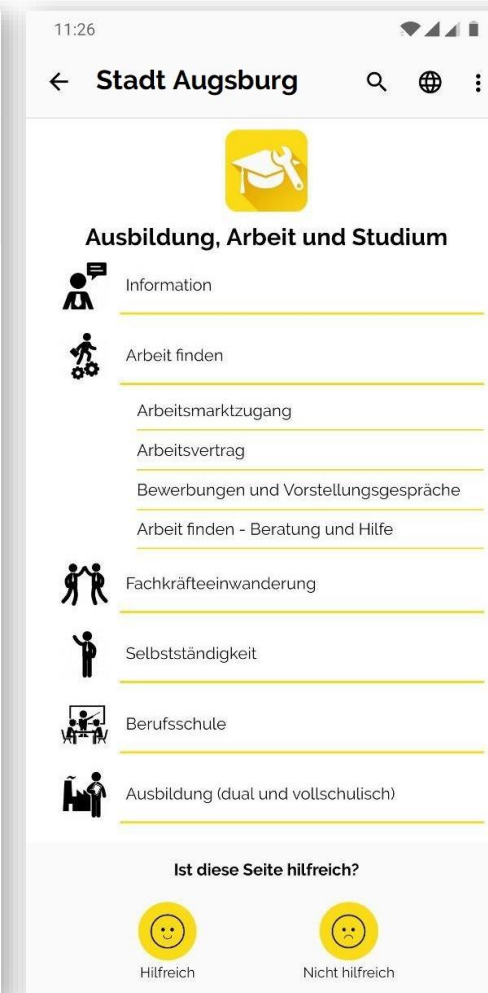 11:26
Stadt Augsburg
Ausbildung, Arbeit und Studium
Information
Arbeit finden
Arbeitsmarktzugang
Arbeitsvertrag
Bewerbungen und Vorstellungsgespräche
Arbeit finden - Beratung und Hilfe
Fachkräfteeinwanderung
Selbstständigkeit
Berufsschule
Ausbildung (dual und vollschulisch)
Ist diese Seite hilfreich?
Hilfreich
Nicht hilfreich